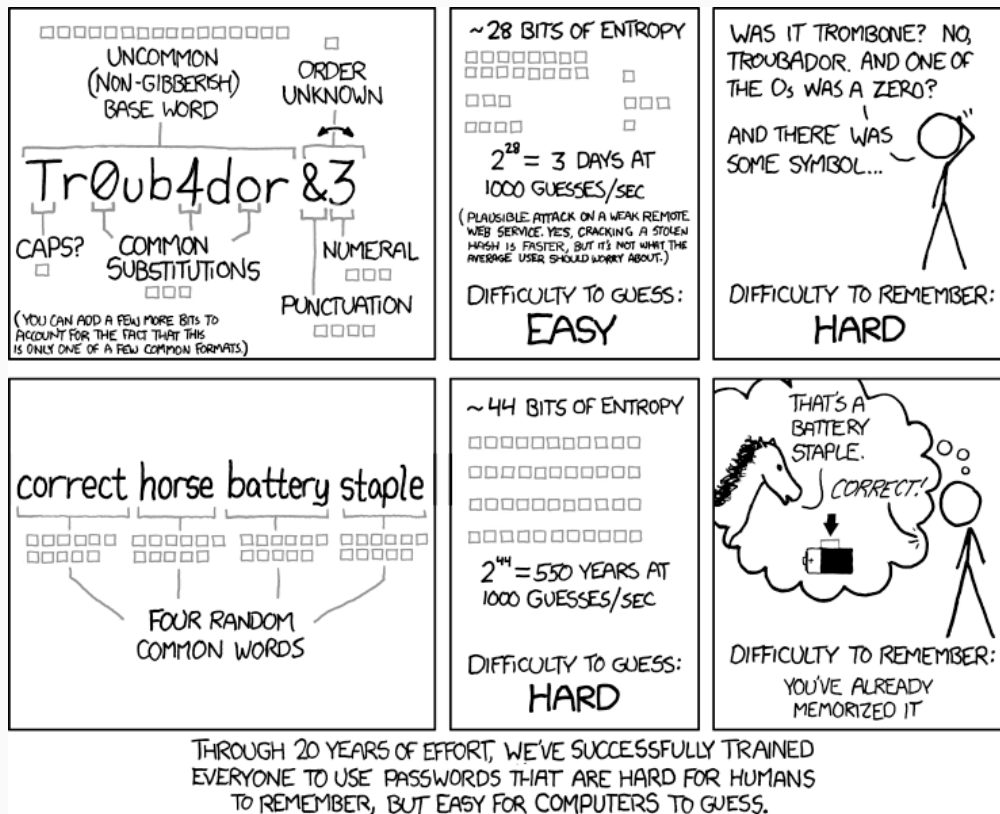 UNCOMMON
(NON-GIBBERISH)
BASE WORD
ORDER
UNKNOWN
Tr0ub4dor &3
CAPS?
COMMON
SUBSTITUTIONS
NUMERAL
PUNCTUATION
(YOU CAN ADD A FEW MORE BITS TO
ACCOUNT FOR THE FACT THAT THIS
IS ONLY ONE OF A FEW COMMON FORMATS.)
~28 BITS OF ENTROPY
2^28 = 3 DAYS AT
1000 GUESSES/SEC
(PLAUSIBLE ATTACK ON A WEAK REMOTE
WEB SERVICE. YES, CRACKING A STOLEN
HASH IS FASTER, BUT IT'S NOT WHAT THE
AVERAGE USER SHOULD WORRY ABOUT.)
DIFFICULTY TO GUESS:
EASY
WAS IT TROMBONE? NO,
TROUBADOR. AND ONE OF
THE Os WAS A ZERO?
AND THERE WAS
SOME SYMBOL...
DIFFICULTY TO REMEMBER:
HARD
correct horse battery staple
FOUR RANDOM
COMMON WORDS
~44 BITS OF ENTROPY
2^44 = 550 YEARS AT
1000 GUESSES/SEC
DIFFICULTY TO GUESS:
HARD
THAT'S A
BATTERY
STAPLE.
CORRECT!
DIFFICULTY TO REMEMBER:
YOU'VE ALREADY
MEMORIZED IT
THROUGH 20 YEARS OF EFFORT, WE'VE SUCCESSFULLY TRAINED
EVERYONE TO USE PASSWORDS THAT ARE HARD FOR HUMANS
TO REMEMBER, BUT EASY FOR COMPUTERS TO GUESS.